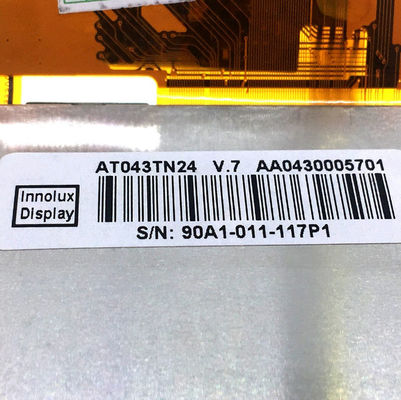 AT043TN24 V.7 AA0430005701
Innolux
Display
S/N: 90A1-011-117P1